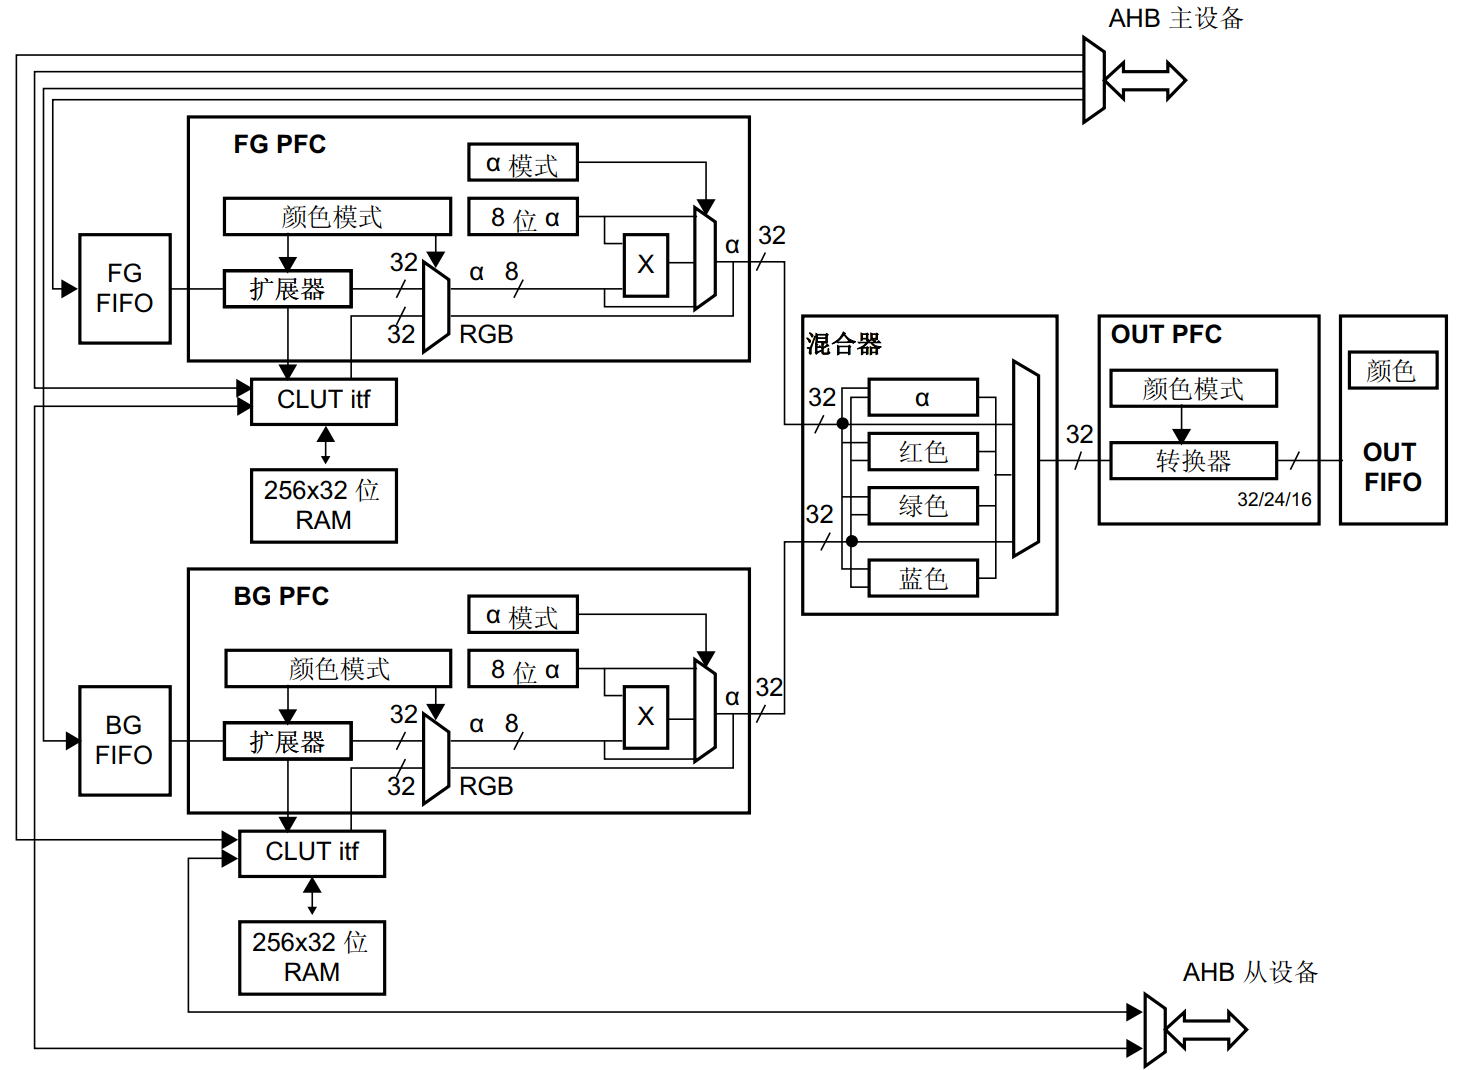 AHB 主设备
FG PFC
α 模式
颜色模式
8 位 α
α
32
FG
FIFO
扩展器
32
α 8
X
32
RGB
CLUT itf
256x32 位
RAM
混合器
32
α
红色
32
绿色
蓝色
32
OUT PFC
颜色模式
转换器
32/24/16
颜色
OUT
FIFO
BG PFC
α 模式
颜色模式
8 位 α
α
32
BG
FIFO
扩展器
32
α 8
X
32
RGB
CLUT itf
256x32 位
RAM
AHB 从设备